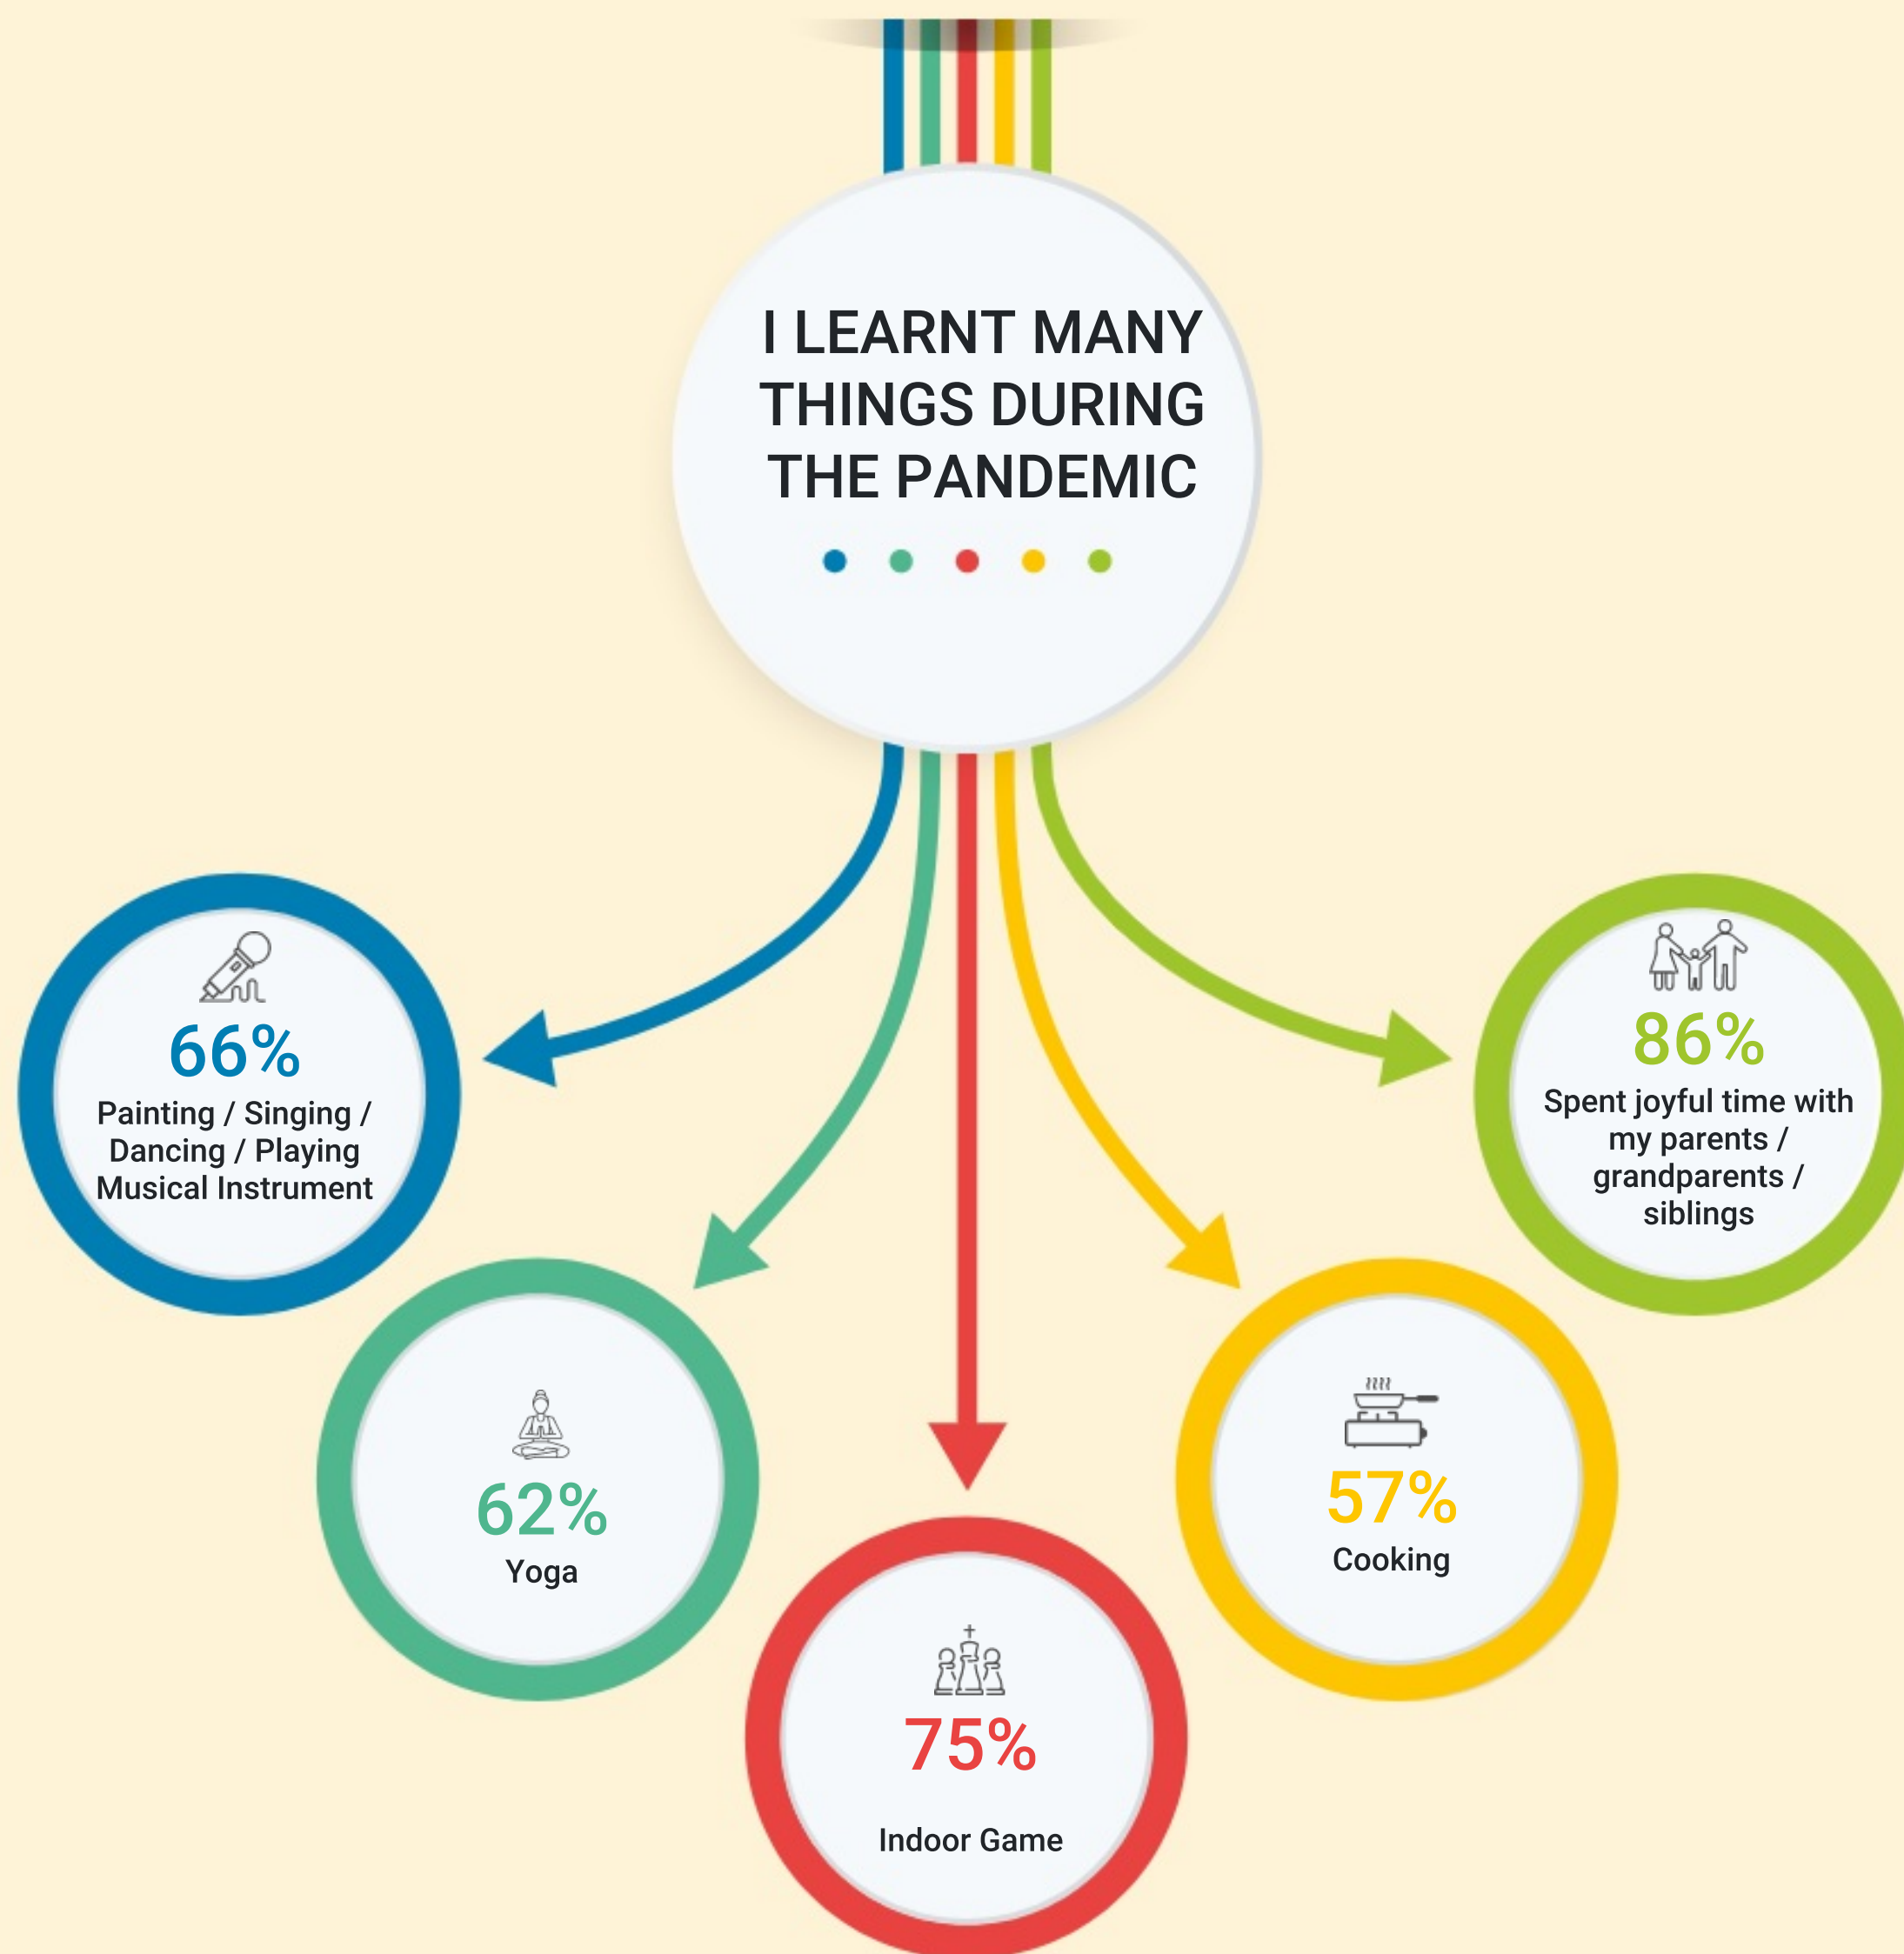 I LEARNT MANY
THINGS DURING
THE PANDEMIC
66%
Painting / Singing /
Dancing / Playing
Musical Instrument
86%
Spent joyful time with
my parents /
grandparents /
siblings
62%
Yoga
57%
Cooking
75%
Indoor Game